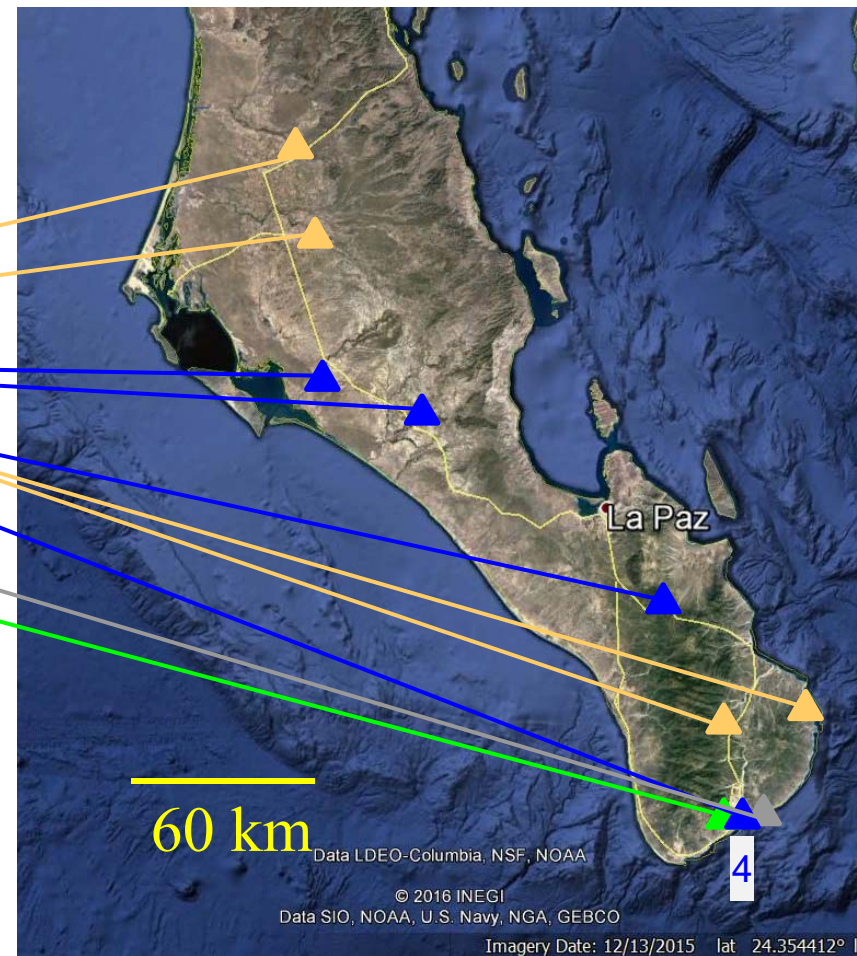 La Paz
60 km
4
Data LDEO-Columbia, NSF, NOAA
© 2016 INEGI
Data SIO, NOAA, U.S. Navy, NGA, GEBCO
Imagery Date: 12/13/2015 lat 24.354412°